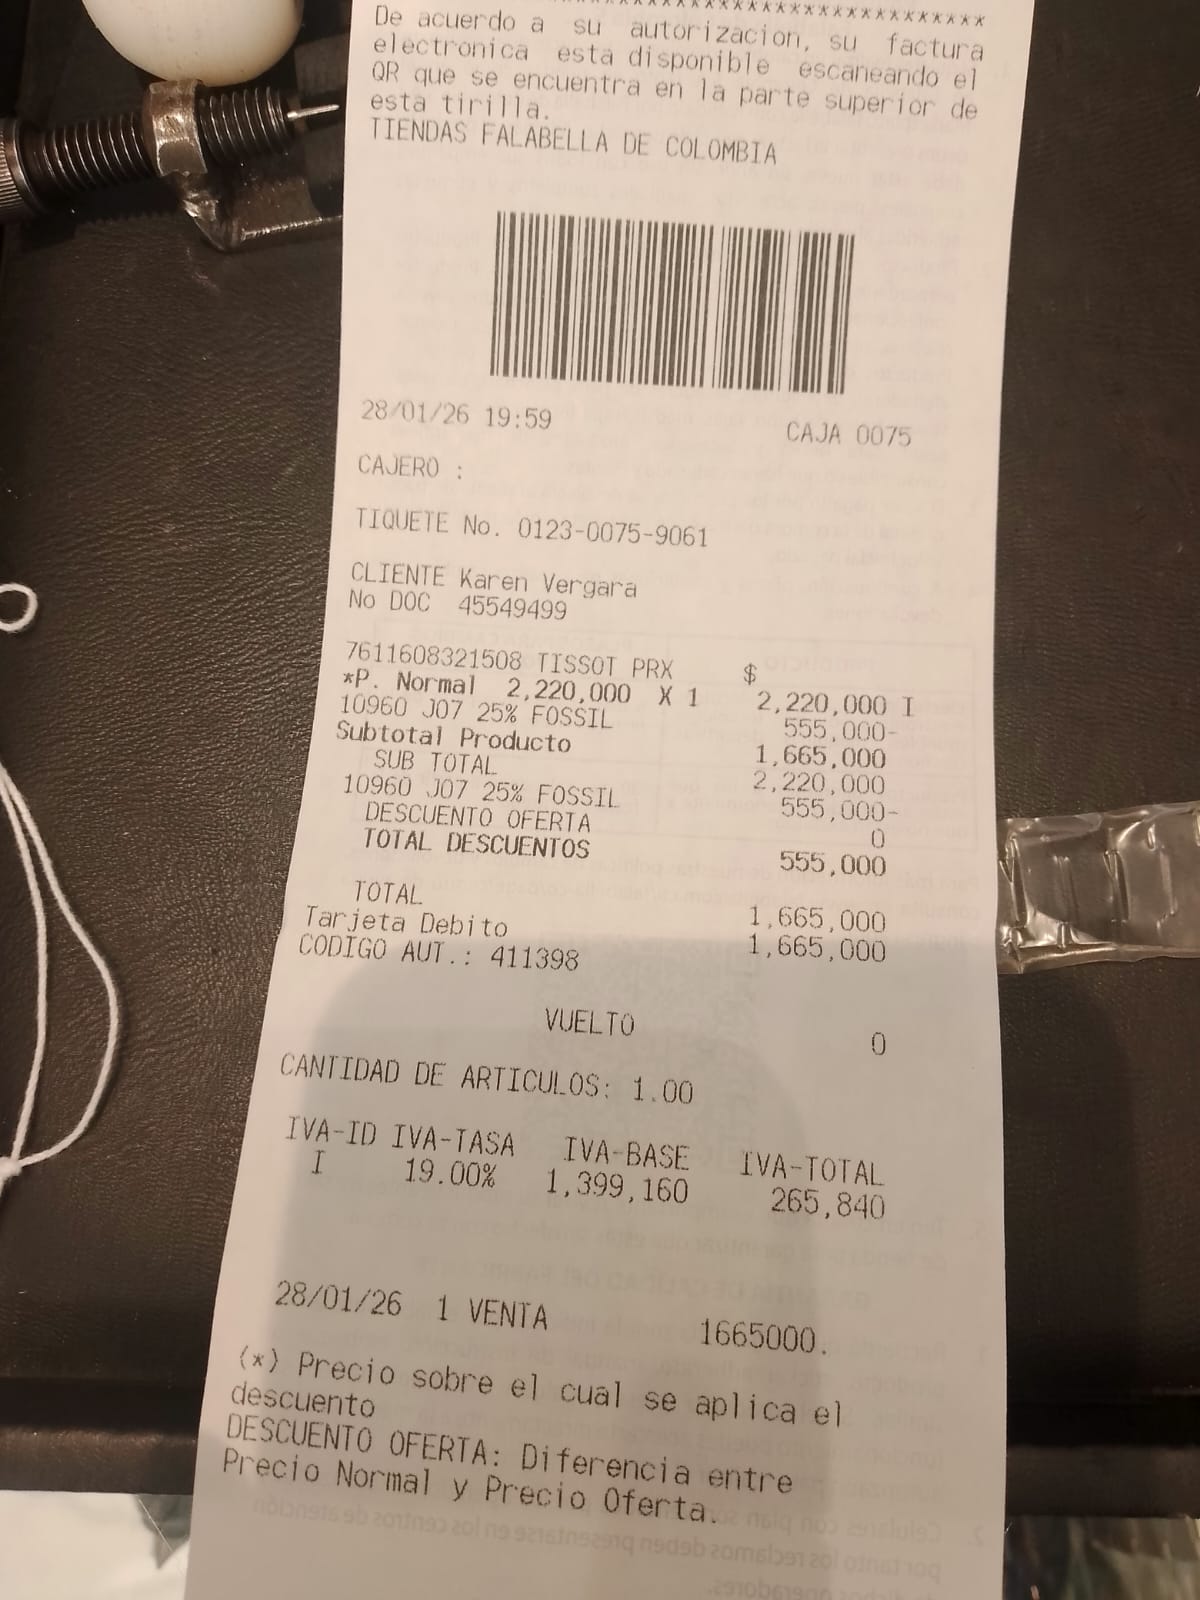 ****************************************
De acuerdo a su autorizacion, su factura
electronica esta disponible escaneando el
QR que se encuentra en la parte superior de
esta tirilla.
TIENDAS FALABELLA DE COLOMBIA
28/01/26 19:59 CAJA 0075
CAJERO :
TIQUETE No. 0123-0075-9061
CLIENTE Karen Vergara
No DOC 45549499
7611608321508 TISSOT PRX $
*P. Normal 2,220,000 X 1 2,220,000 I
10960 J07 25% FOSSIL 555,000-
Subtotal Producto 1,665,000
SUB TOTAL 2,220,000
10960 J07 25% FOSSIL 555,000-
DESCUENTO OFERTA 0
TOTAL DESCUENTOS 555,000
TOTAL 1,665,000
Tarjeta Debito 1,665,000
CODIGO AUT.: 411398
VUELTO 0
CANTIDAD DE ARTICULOS: 1.00
IVA-ID IVA-TASA IVA-BASE IVA-TOTAL
I 19.00% 1,399,160 265,840
28/01/26 1 VENTA 1665000.
(*) Precio sobre el cual se aplica el
descuento
DESCUENTO OFERTA: Diferencia entre
Precio Normal y Precio Oferta.